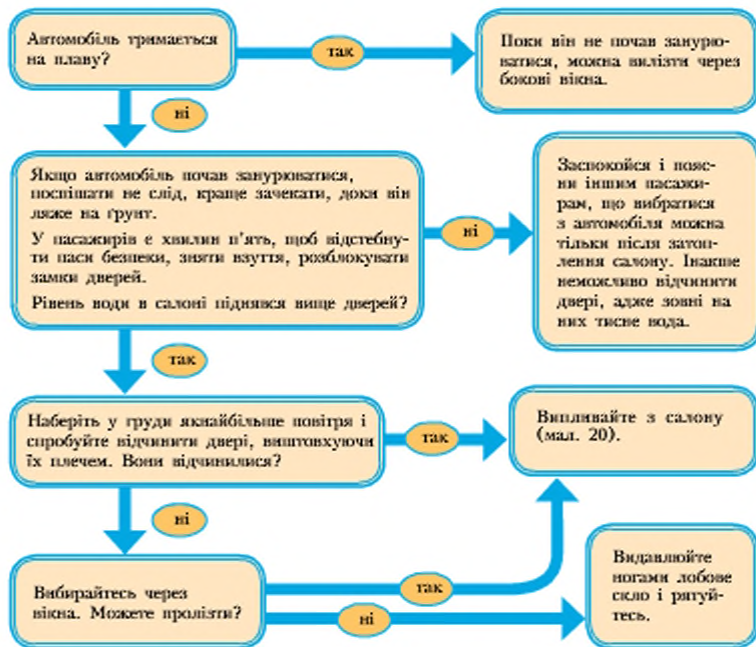 Автомобіль тримається
на плаву?
так
Поки він не почав занурю-
ватися, можна вилізти через
бокові вікна.
ні
Якщо автомобіль почав занурюватися,
поспішати не слід, краще зачекати, доки він
ляже на ґрунт.
У пасажирів є хвилин п’ять, щоб відстебну-
ти паси безпеки, зняти взуття, розблокувати
замки дверей.
Рівень води в салоні піднявся вище дверей?
ні
Заспокойся і пояс-
ни іншим пасажи-
рам, що вибратися
з автомобіля можна
тільки після затоп-
лення салону. Інакше
неможливо відчинити
двері, адже зовні на
них тисне вода.
так
Наберіть у груди якнайбільше повітря і
спробуйте відчинити двері, виштовхуючи
їх плечем. Вони відчинилися?
так
Випливайте з салону
(мал. 20).
ні
Вибирайтесь через
вікна. Можете пролізти?
так
ні
Видавлюйте
ногами лобове
скло і рятуй-
тесь.